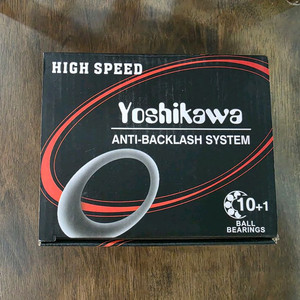 HIGH SPEED
Yoshikawa
ANTI-BACKLASH SYSTEM
10+1
BALL
BEARINGS